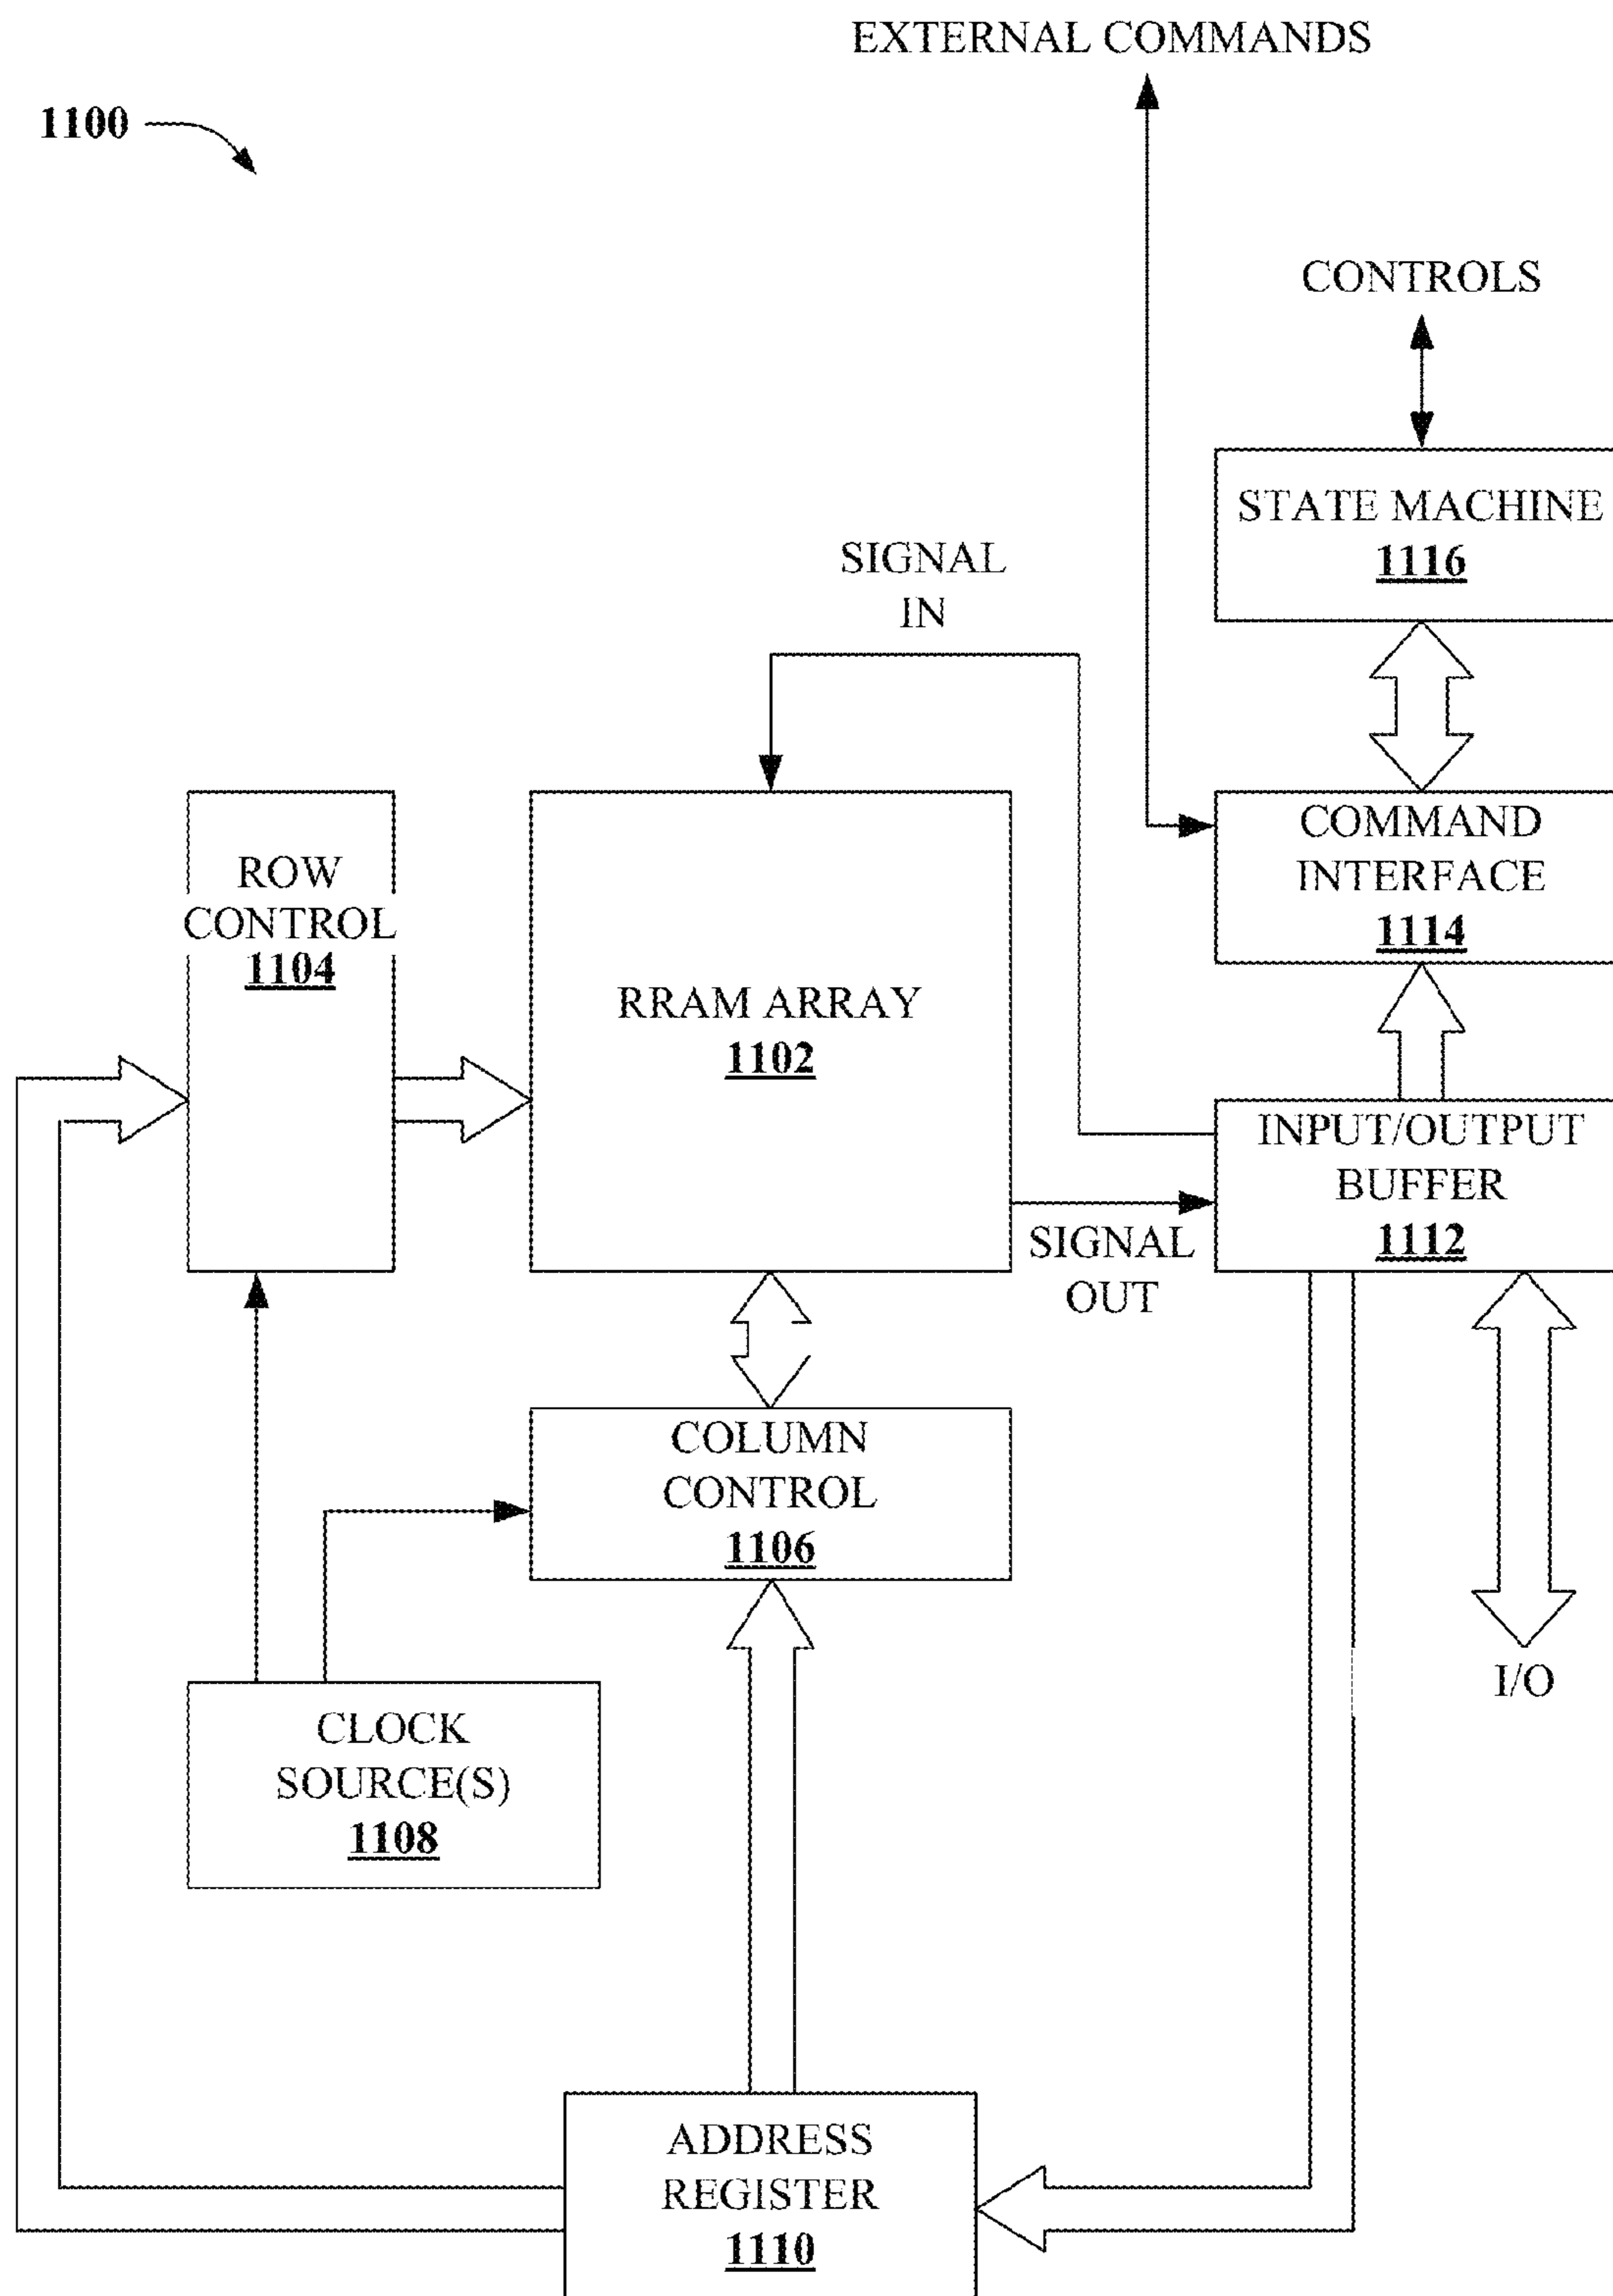 EXTERNAL COMMANDS
1100
CONTROLS
STATE MACHINE
1116
SIGNAL
IN
COMMAND
INTERFACE
1114
ROW
CONTROL
1104
RRAM ARRAY
1102
INPUT/OUTPUT
BUFFER
1112
SIGNAL
OUT
COLUMN
CONTROL
1106
I/O
CLOCK
SOURCE(S)
1108
ADDRESS
REGISTER
1110